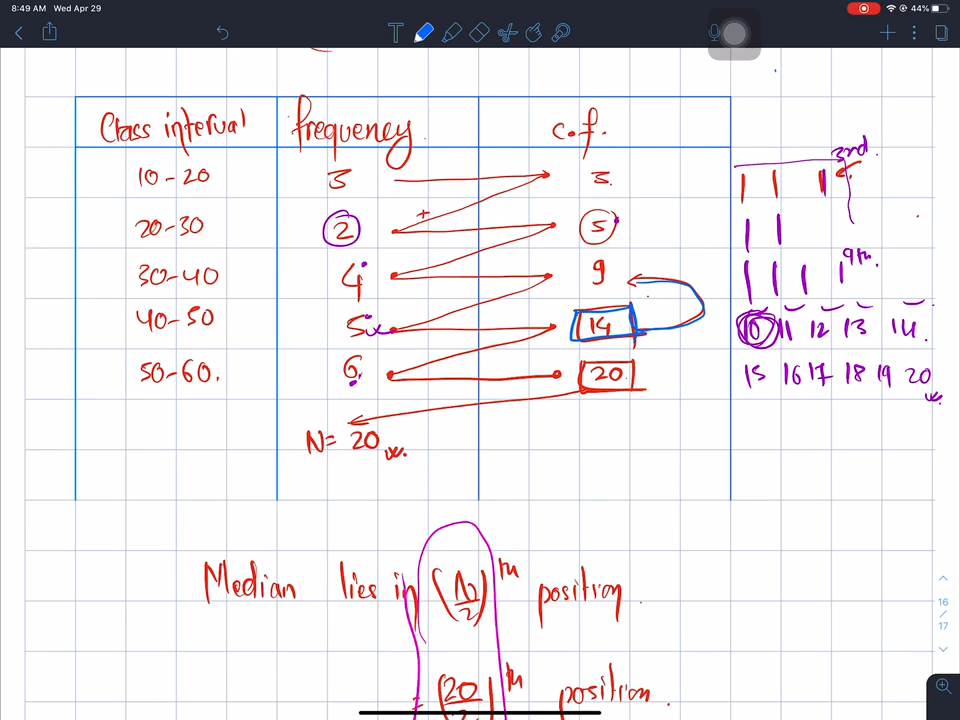 8:49 AM Wed Apr 29 44%
T
Class interval frequency c.f.
3rd.
10-20 3 3
+
20-30 2 5
30-40 4 9 9th.
40-50 5 14 10 11 12 13 14.
50-60. 6 20 15 16 17 18 19 20
N= 20
Median lies in (N/2)th position
16
/
17
= (20/2)th position.